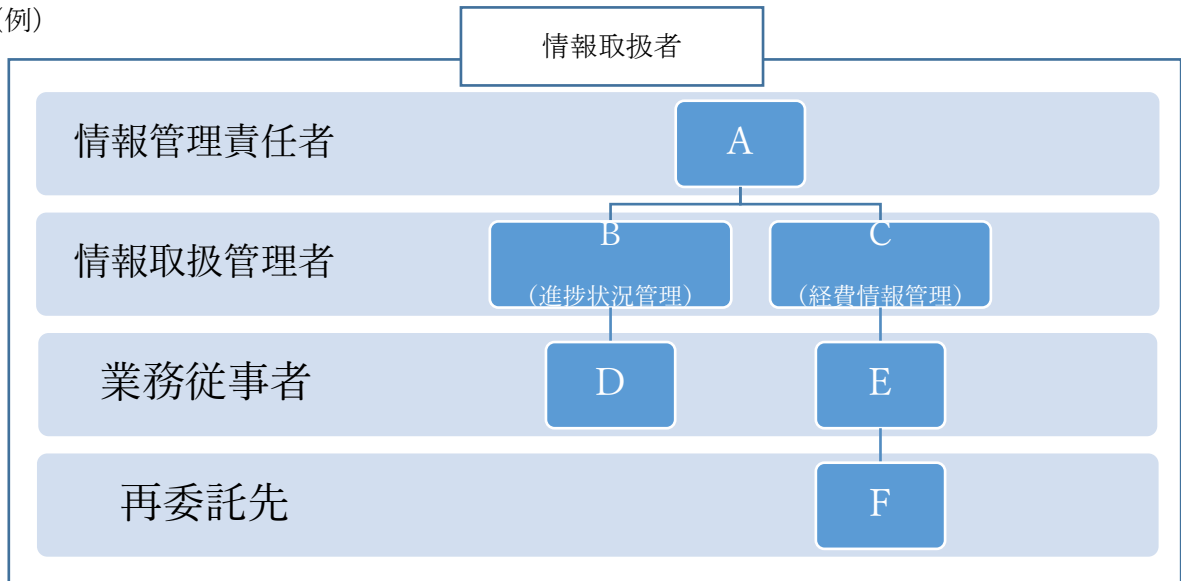 (例)
情報取扱者
情報管理責任者
A
情報取扱管理者
B
(進捗状況管理)
C
(経費情報管理)
業務従事者
D
E
再委託先
F